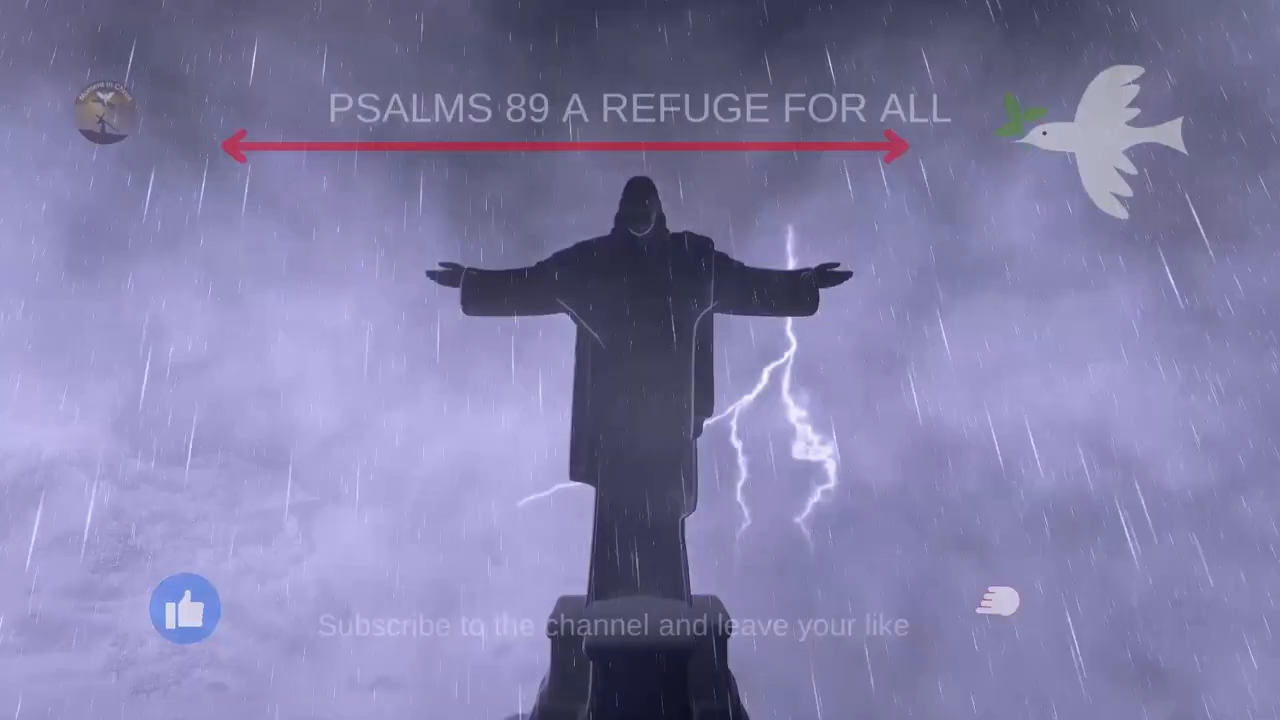 PSALMS 89 A REFUGE FOR ALL
Subscribe to the channel and leave your like